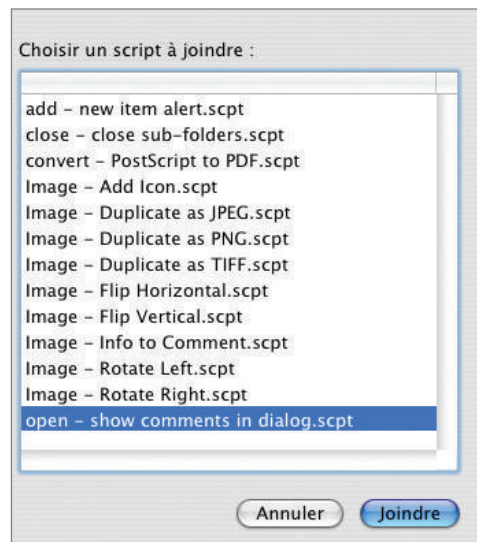 Choisir un script à joindre :
add – new item alert.scpt
close – close sub-folders.scpt
convert – PostScript to PDF.scpt
Image – Add Icon.scpt
Image – Duplicate as JPEG.scpt
Image – Duplicate as PNG.scpt
Image – Duplicate as TIFF.scpt
Image – Flip Horizontal.scpt
Image – Flip Vertical.scpt
Image – Info to Comment.scpt
Image – Rotate Left.scpt
Image – Rotate Right.scpt
open – show comments in dialog.scpt
Annuler Joindre